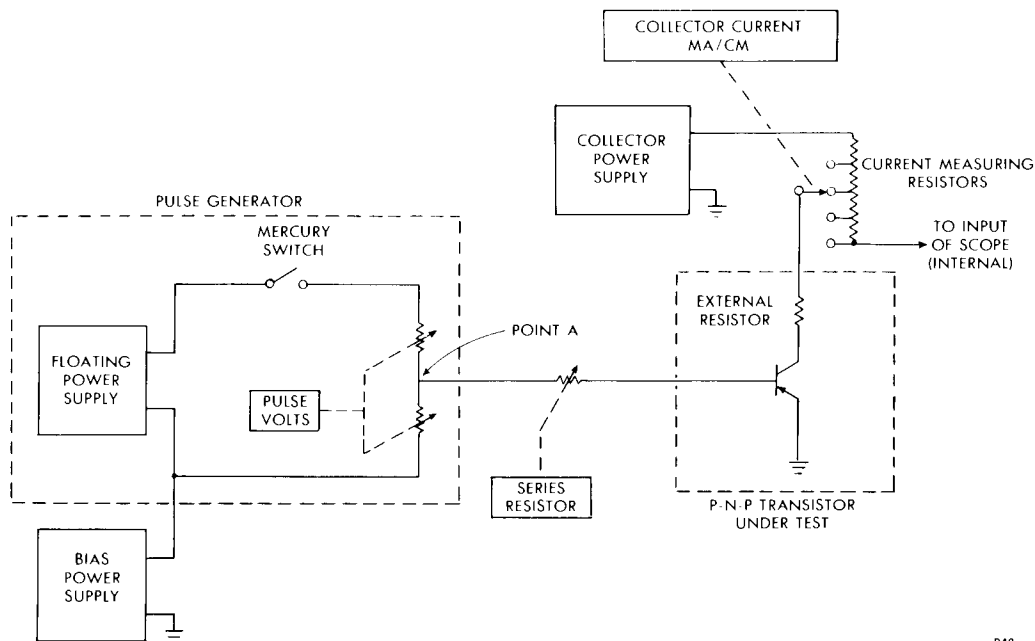 COLLECTOR CURRENT
MA/CM
COLLECTOR
POWER
SUPPLY
CURRENT MEASURING
RESISTORS
TO INPUT
OF SCOPE
(INTERNAL)
PULSE GENERATOR
MERCURY
SWITCH
FLOATING
POWER
SUPPLY
PULSE
VOLTS
POINT A
SERIES
RESISTOR
EXTERNAL
RESISTOR
P-N-P TRANSISTOR
UNDER TEST
BIAS
POWER
SUPPLY